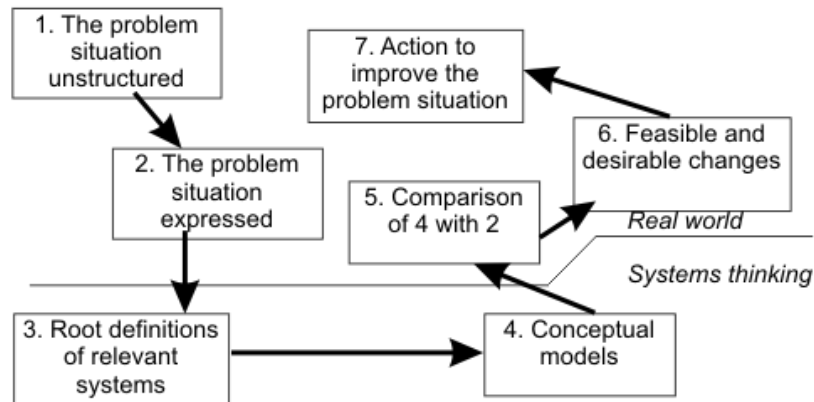 1. The problem
situation
unstructured
2. The problem
situation
expressed
3. Root definitions
of relevant
systems
4. Conceptual
models
5. Comparison
of 4 with 2
6. Feasible and
desirable changes
7. Action to
improve the
problem situation
Real world
Systems thinking